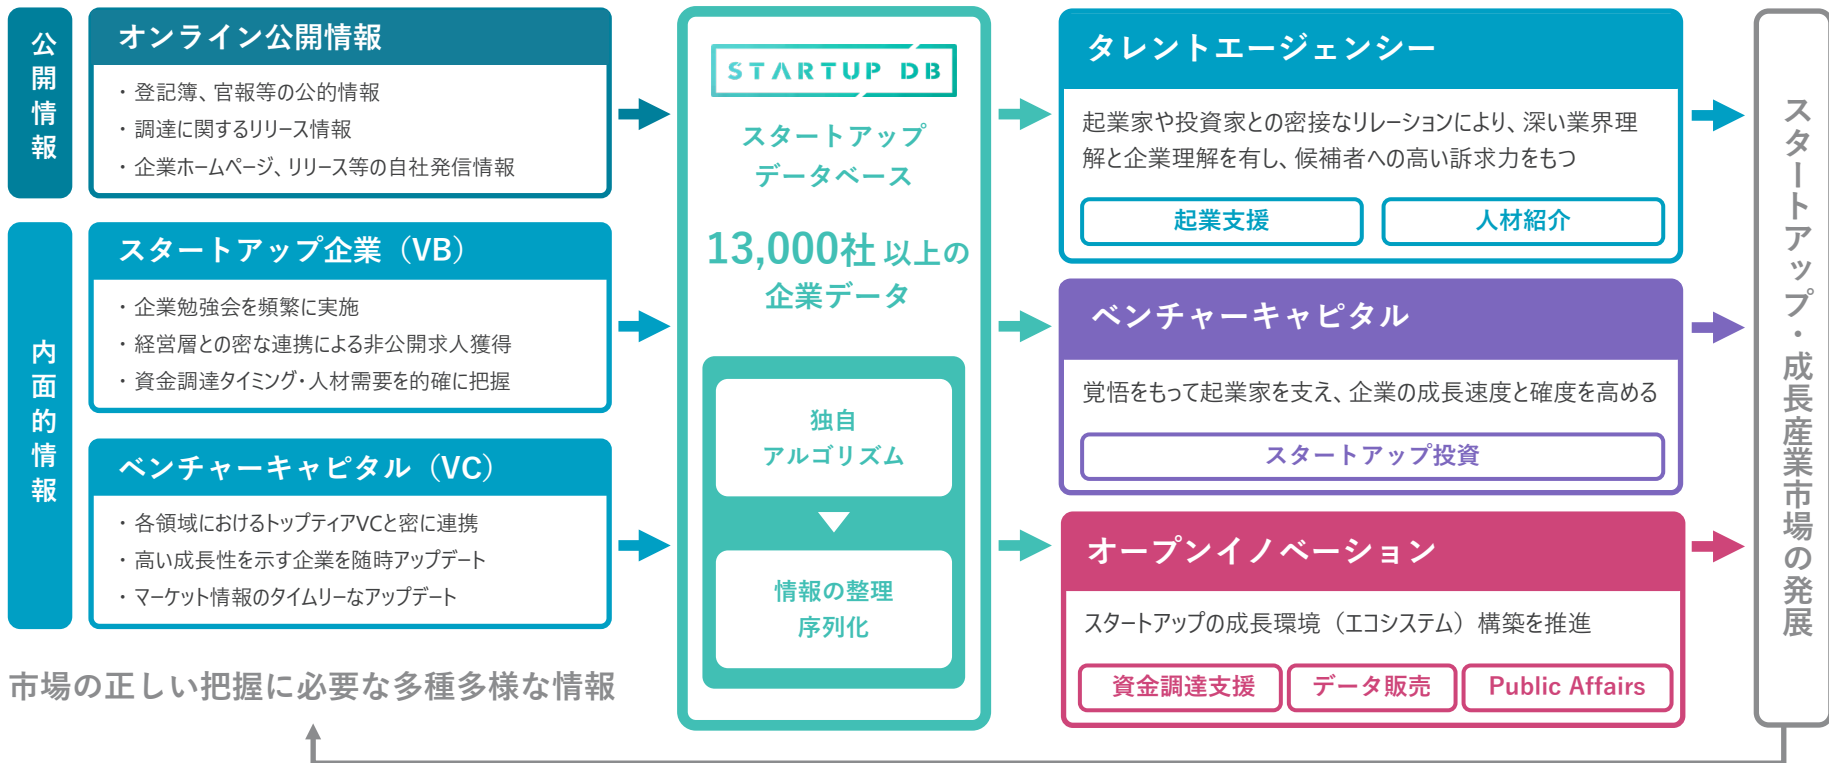 公開情報
オンライン公開情報
・登記簿、官報等の公的情報
・調達に関するリリース情報
・企業ホームページ、リリース等の自社発信情報
内面的情報
スタートアップ企業（VB）
・企業勉強会を頻繁に実施
・経営層との密な連携による非公開求人獲得
・資金調達タイミング・人材需要を的確に把握
ベンチャーキャピタル（VC）
・各領域におけるトップティアVCと密に連携
・高い成長性を示す企業を随時アップデート
・マーケット情報のタイムリーなアップデート
市場の正しい把握に必要な多種多様な情報
STARTUP DB
スタートアップ
データベース
13,000社 以上の
企業データ
独自
アルゴリズム
情報の整理
序列化
タレントエージェンシー
起業家や投資家との密接なリレーションにより、深い業界理
解と企業理解を有し、候補者への高い訴求力をもつ
起業支援
人材紹介
ベンチャーキャピタル
覚悟をもって起業家を支え、企業の成長速度と確度を高める
スタートアップ投資
オープンイノベーション
スタートアップの成長環境（エコシステム）構築を推進
資金調達支援
データ販売
Public Affairs
スタートアップ・成長産業市場の発展